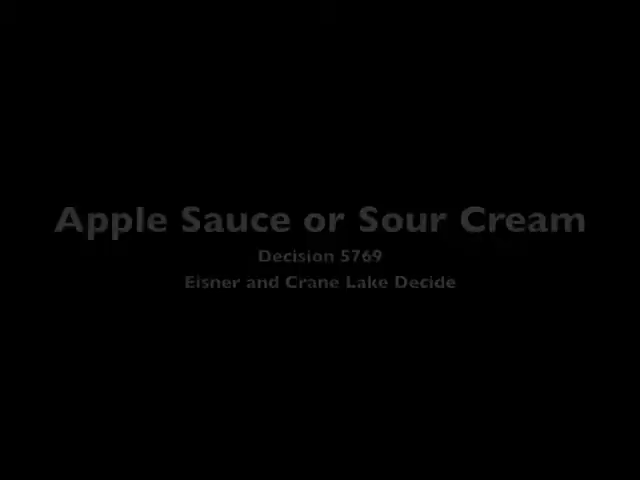 Apple Sauce or Sour Cream
Decision 5769
Eisner and Crane Lake Decide